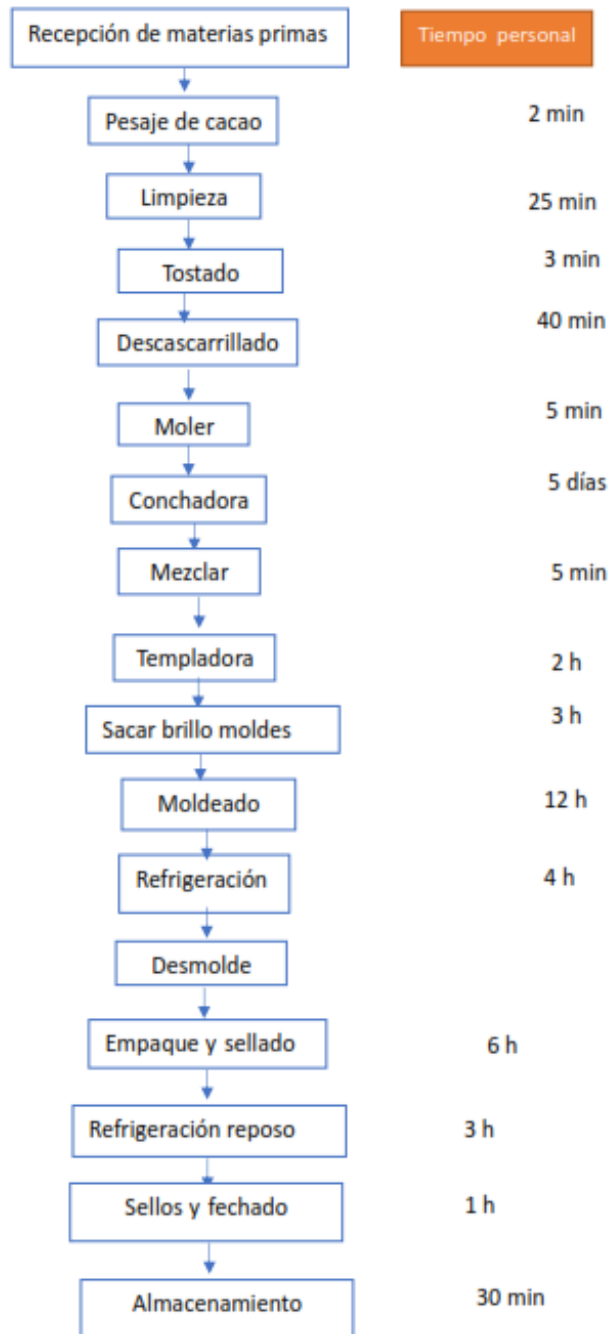 Recepción de materias primas
Tiempo personal
Pesaje de cacao
2 min
Limpieza
25 min
Tostado
3 min
Descascarrillado
40 min
Moler
5 min
Conchadora
5 días
Mezclar
5 min
Templadora
2 h
Sacar brillo moldes
3 h
Moldeado
12 h
Refrigeración
4 h
Desmolde
Empaque y sellado
6 h
Refrigeración reposo
3 h
Sellos y fechado
1 h
Almacenamiento
30 min